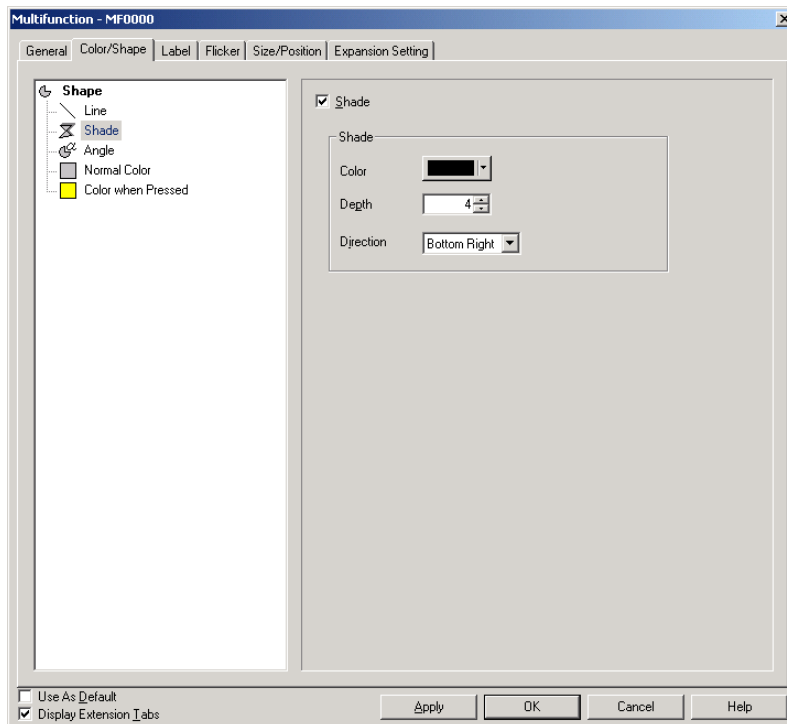 Multifunction - MF0000
General Color/Shape Label Flicker Size/Position Expansion Setting
Shape
Line
Shade
Angle
Normal Color
Color when Pressed
Shade
Shade
Color
Depth 4
Direction Bottom Right
Use As Default
Display Extension Tabs
Apply OK Cancel Help